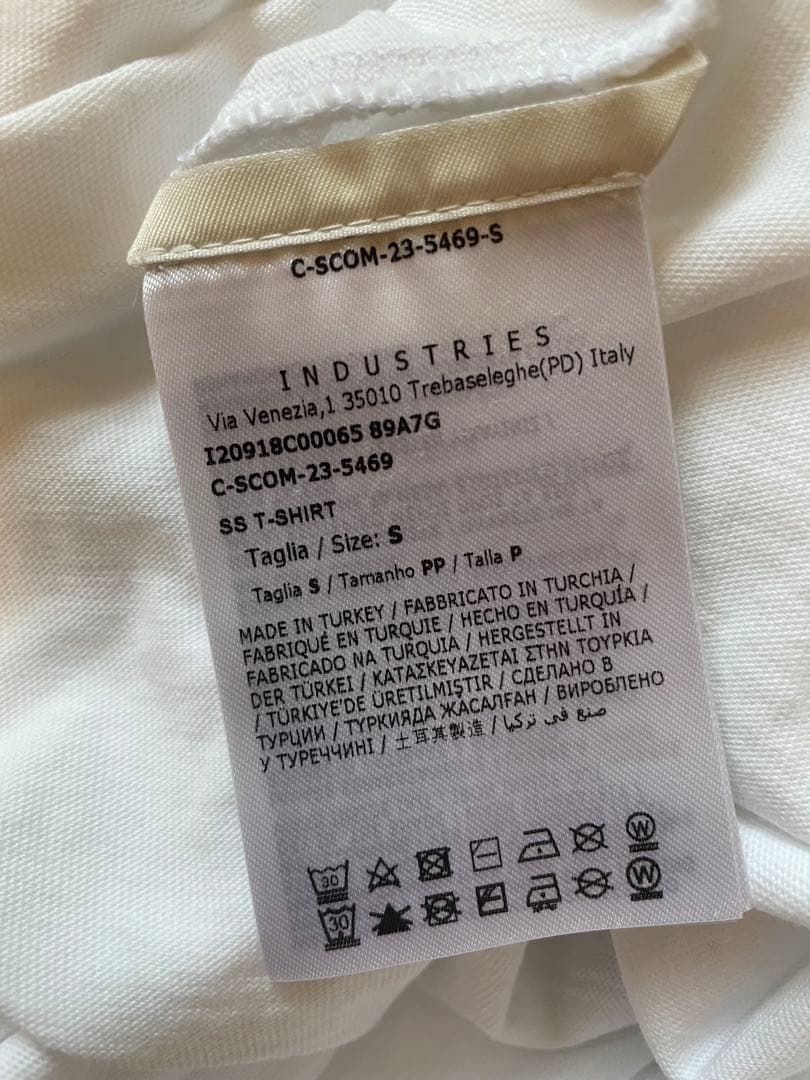 C-SCOM-23-5469-S
INDUSTRIES
Via Venezia,1 35010 Trebaseleghe(PD) Italy
I20918C00065 89A7G
C-SCOM-23-5469
SS T-SHIRT
Taglia / Size: S
Taglia S / Tamanho PP / Talla P
MADE IN TURKEY / FABBRICATO IN TURCHIA /
FABRIQUÉ EN TURQUIE / HECHO EN TURQUÍA /
FABRICADO NA TURQUIA / HERGESTELLT IN
DER TÜRKEI / ΚΑΤΑΣΚΕΥΑΖΕΤΑΙ ΣΤΗΝ ΤΟΥΡΚΙΑ
/ TÜRKİYE'DE ÜRETİLMİŞTİR / СДЕЛАНО В
ТУРЦИИ / ТҮРКИЯДА ЖАСАЛҒАН / ВИРОБЛЕНО
У ТУРЕЧЧИНІ / 土耳其製造 / صنع في تركيا
30 W
30 W